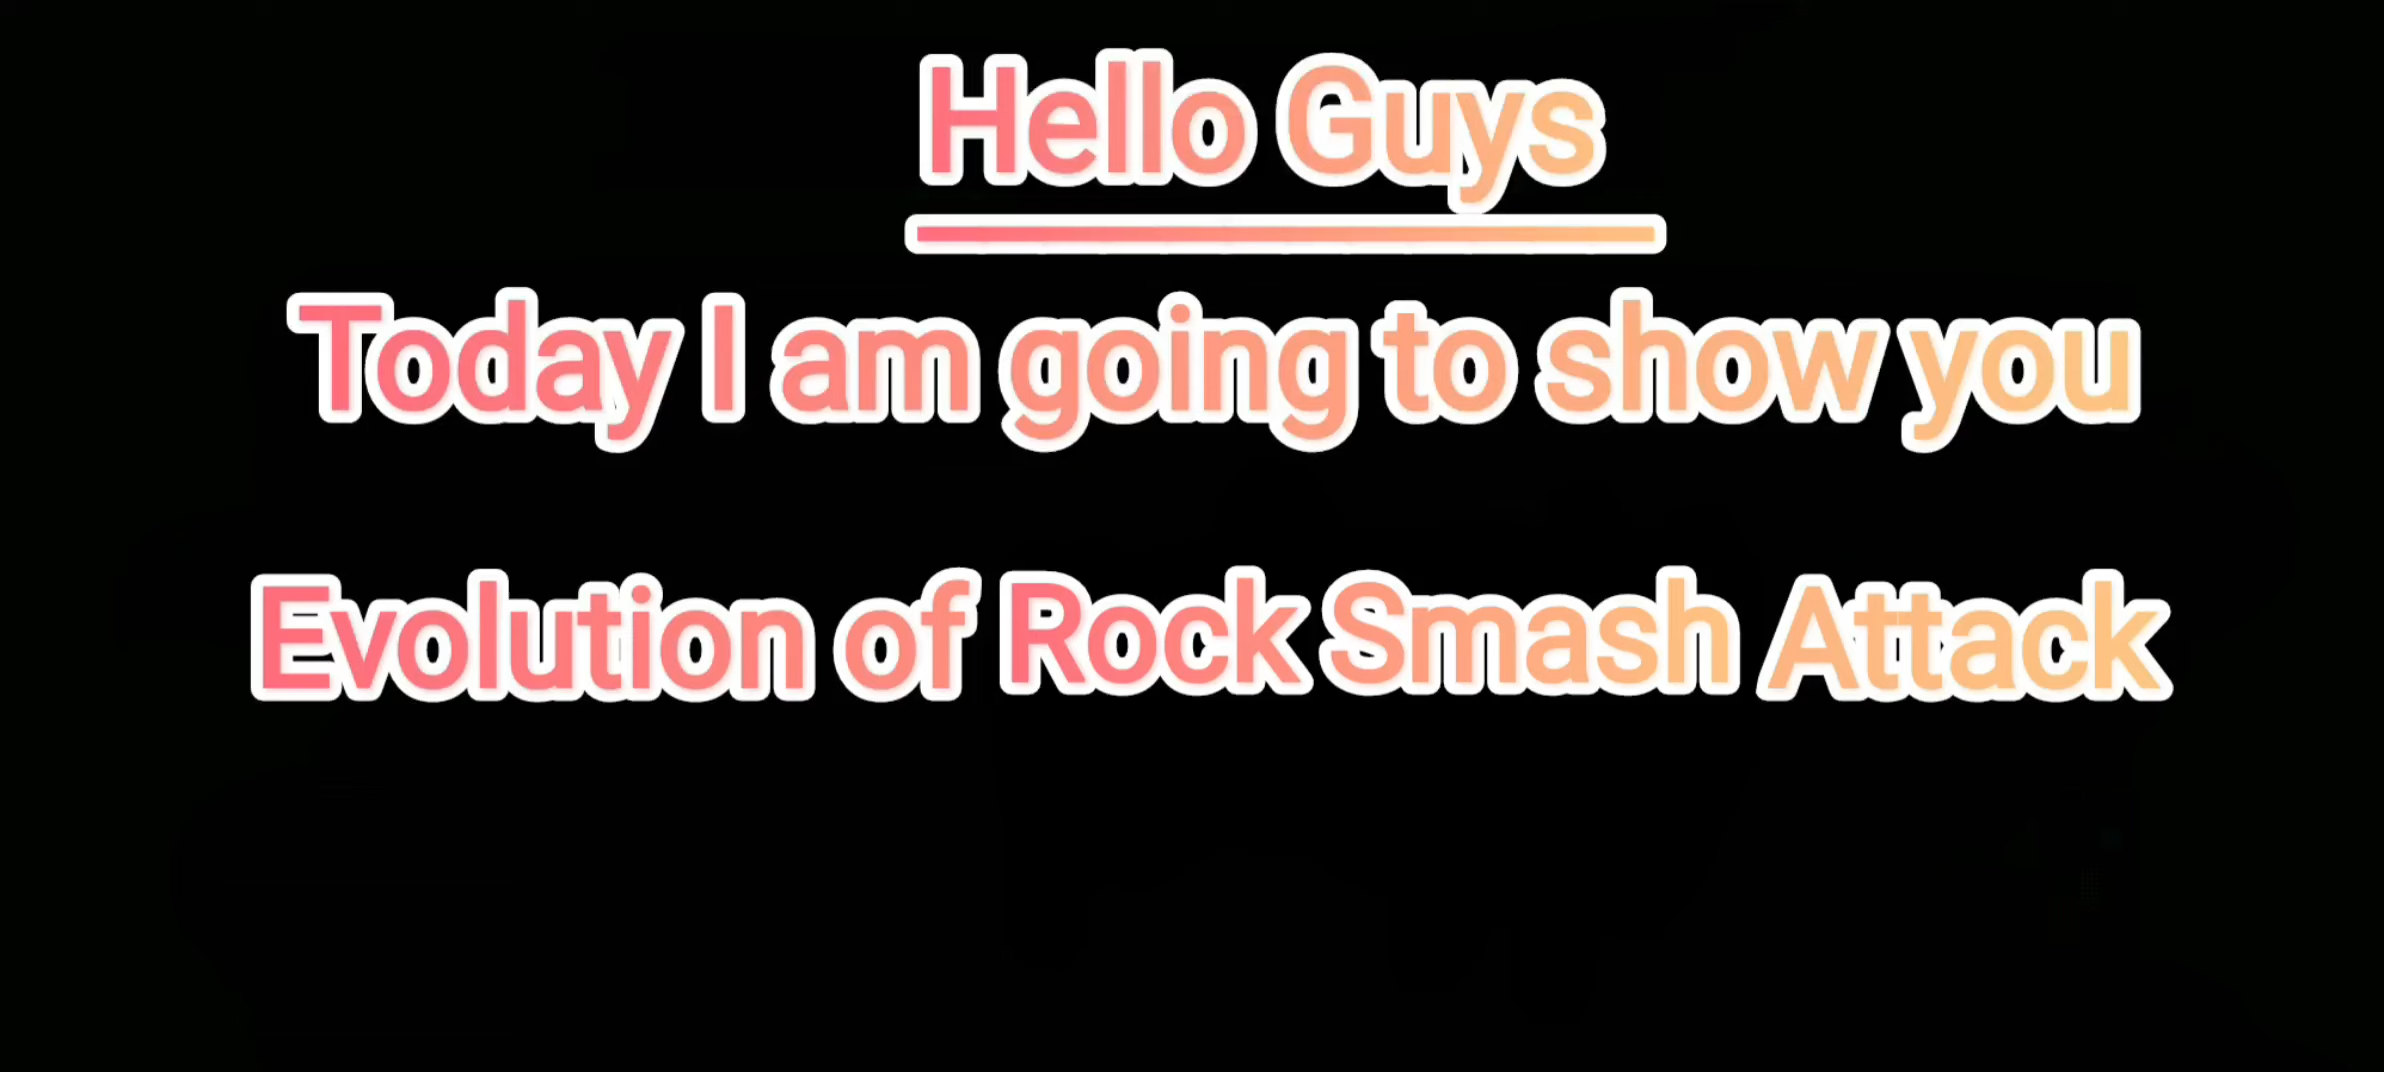 Hello Guys
Today I am going to show you
Evolution of Rock Smash Attack